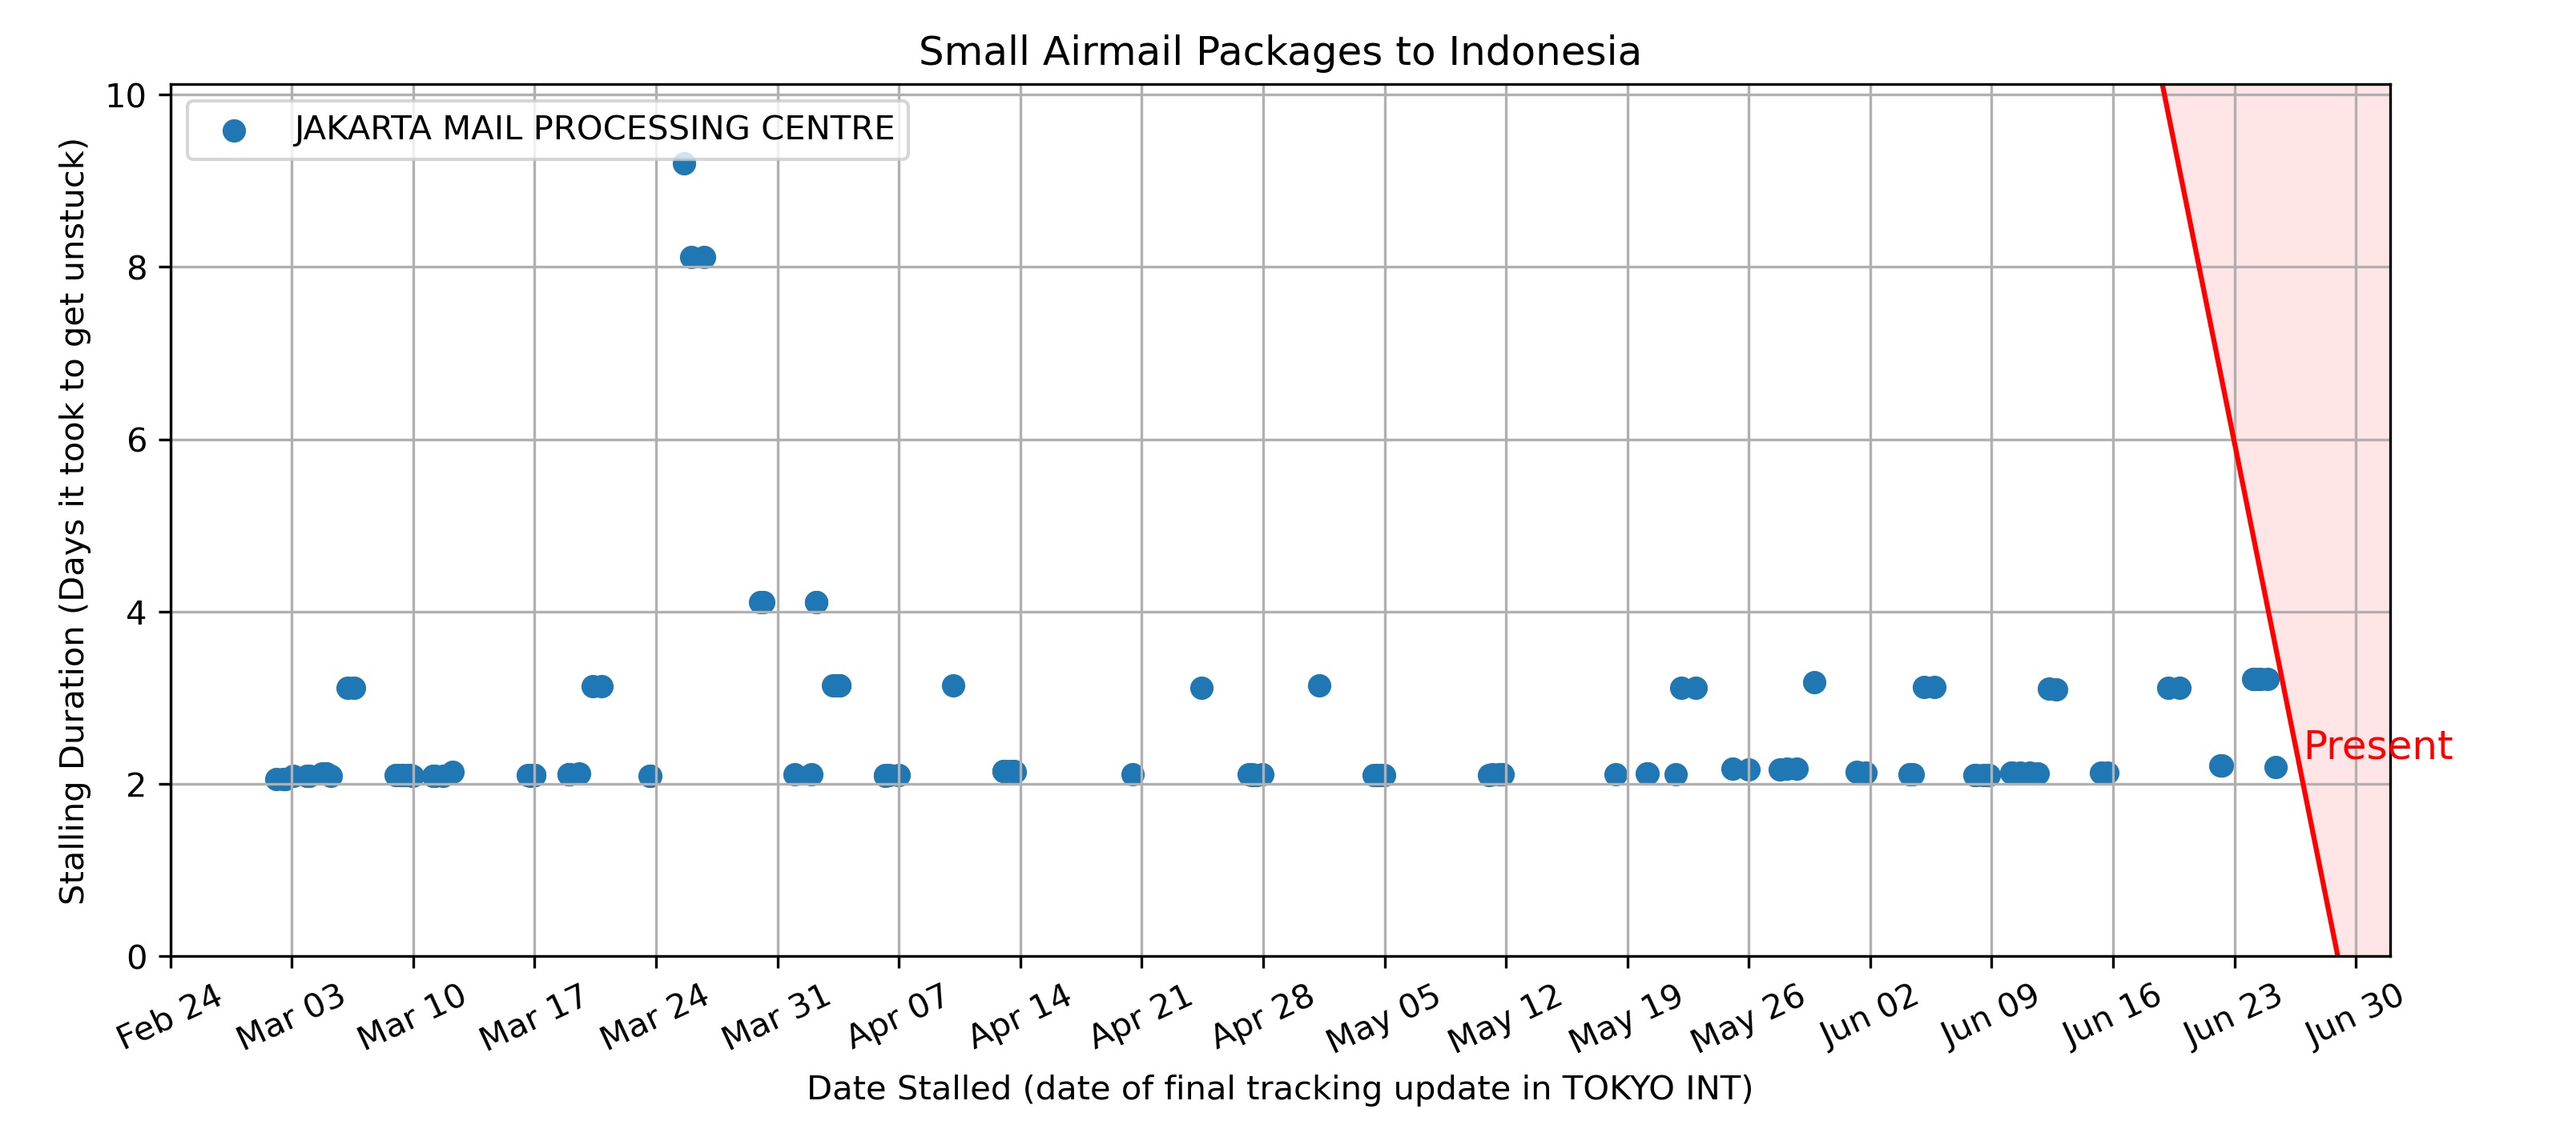 Small Airmail Packages to Indonesia
JAKARTA MAIL PROCESSING CENTRE
Stalling Duration (Days it took to get unstuck)
10
8
6
4
2
0
Present
Feb 24
Mar 03
Mar 10
Mar 17
Mar 24
Mar 31
Apr 07
Apr 14
Apr 21
Apr 28
May 05
May 12
May 19
May 26
Jun 02
Jun 09
Jun 16
Jun 23
Jun 30
Date Stalled (date of final tracking update in TOKYO INT)